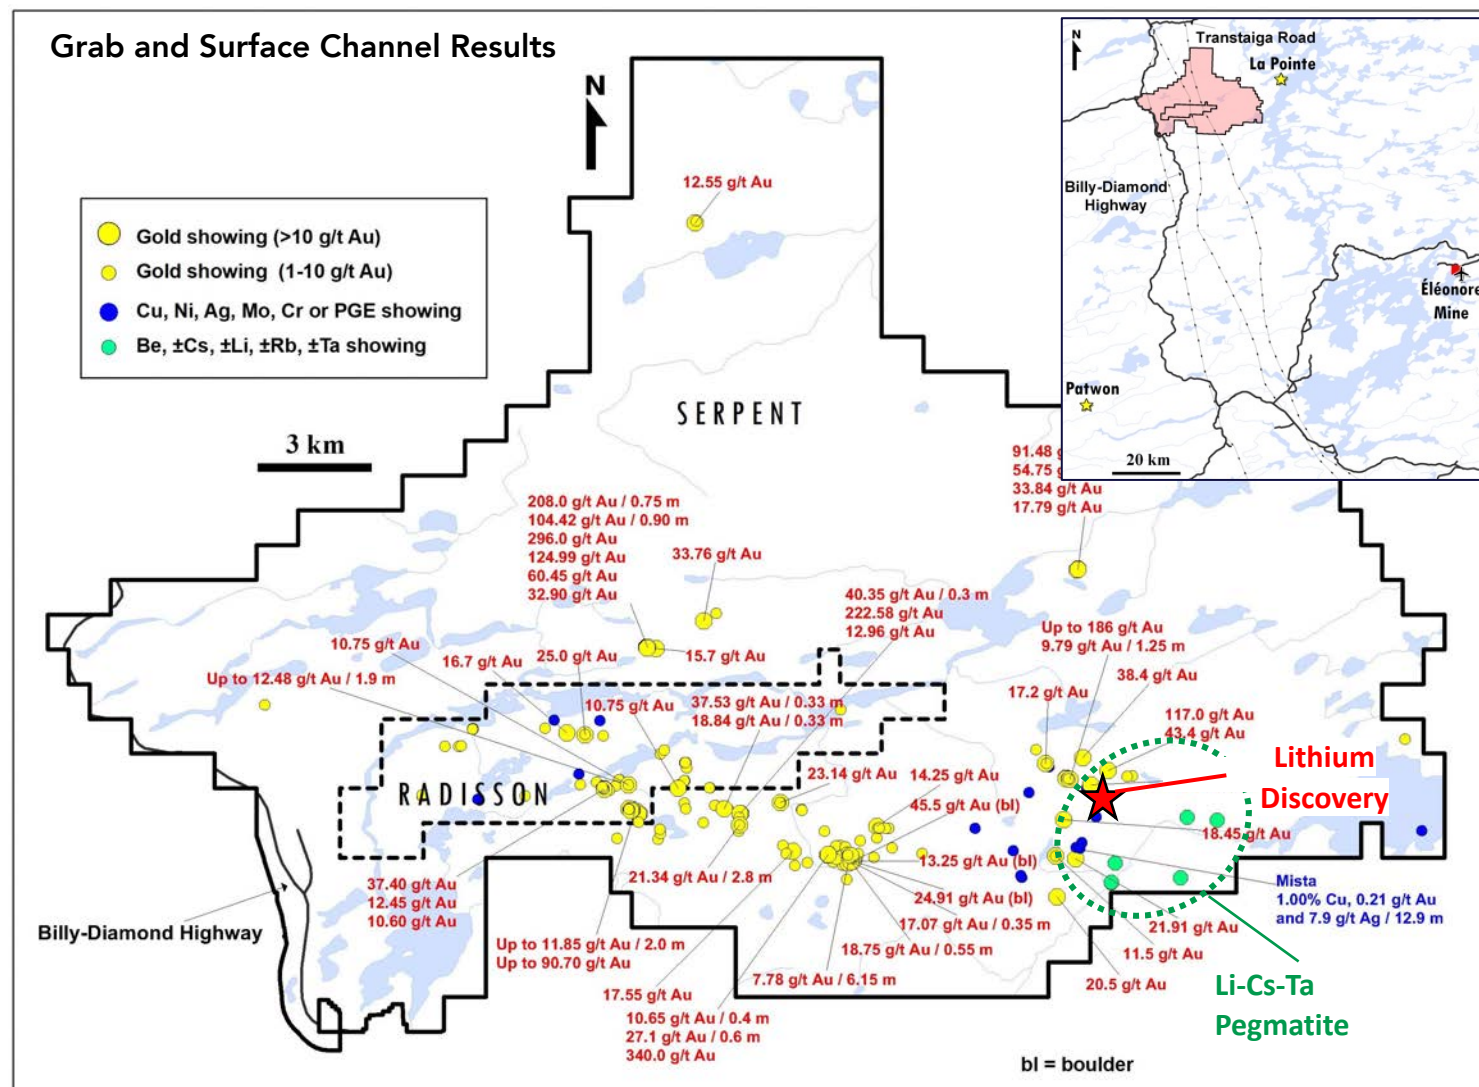 Grab and Surface Channel Results
N
Gold showing (>10 g/t Au)
Gold showing (1-10 g/t Au)
Cu, Ni, Ag, Mo, Cr or PGE showing
Be, ±Cs, ±Li, ±Rb, ±Ta showing
3 km
N
Transtaiga Road
La Pointe
Billy-Diamond
Highway
Éléonore
Mine
Patwon
20 km
12.55 g/t Au
SERPENT
91.48
54.75
33.84 g/t Au
17.79 g/t Au
208.0 g/t Au / 0.75 m
104.42 g/t Au / 0.90 m
296.0 g/t Au
124.99 g/t Au
60.45 g/t Au
32.90 g/t Au
33.76 g/t Au
15.7 g/t Au
40.35 g/t Au / 0.3 m
222.58 g/t Au
12.96 g/t Au
Up to 186 g/t Au
9.79 g/t Au / 1.25 m
10.75 g/t Au
16.7 g/t Au
25.0 g/t Au
Up to 12.48 g/t Au / 1.9 m
10.75 g/t Au
37.53 g/t Au / 0.33 m
18.84 g/t Au / 0.33 m
17.2 g/t Au
38.4 g/t Au
117.0 g/t Au
43.4 g/t Au
Lithium
Discovery
RADISSON
23.14 g/t Au
14.25 g/t Au
45.5 g/t Au (bl)
18.45 g/t Au
13.25 g/t Au (bl)
24.91 g/t Au (bl)
17.07 g/t Au / 0.35 m
18.75 g/t Au / 0.55 m
7.78 g/t Au / 6.15 m
21.34 g/t Au / 2.8 m
37.40 g/t Au
12.45 g/t Au
10.60 g/t Au
Billy-Diamond Highway
Up to 11.85 g/t Au / 2.0 m
Up to 90.70 g/t Au
17.55 g/t Au
10.65 g/t Au / 0.4 m
27.1 g/t Au / 0.6 m
340.0 g/t Au
Mista
1.00% Cu, 0.21 g/t Au
and 7.9 g/t Ag / 12.9 m
21.91 g/t Au
11.5 g/t Au
20.5 g/t Au
Li-Cs-Ta
Pegmatite
bl = boulder